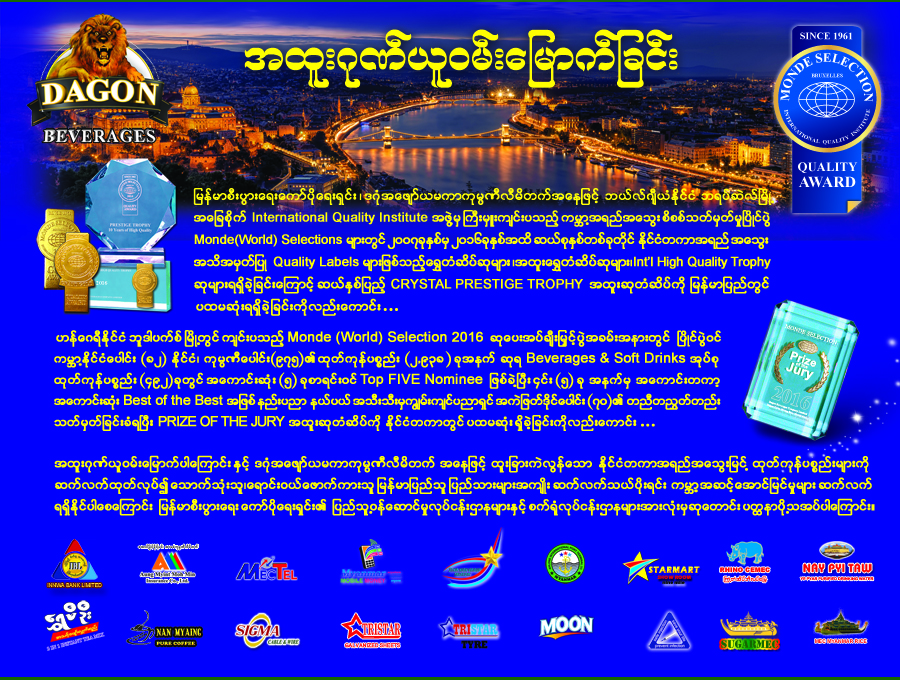 DAGON
BEVERAGES
အထူးဂုဏ်ယူဝမ်းမြောက်ခြင်း
SINCE 1961
MONDE SELECTION
BRUXELLES
INTERNATIONAL QUALITY INSTITUTE
QUALITY
AWARD
PRESTIGE TROPHY
မြန်မာစီးပွားရေးကော်ပိုရေးရှင်း ၊ ဒဂုံအဖျော်ယမကာကုမ္ပဏီလီမိတက်အနေဖြင့် ဘယ်လ်ဂျီယံနိုင်ငံ ဘရပ်ဆဲလ်မြို့
အခြေစိုက် International Quality Institute အဖွဲ့မှ ကြီးမှူးကျင်းပသည့် ကမ္ဘာ့အရည်အသွေး စိစစ်သတ်မှတ်မှုပြိုင်ပွဲ
Monde(World) Selections များတွင် ၂၀၀၇ခုနှစ်မှ ၂၀၁၆ခုနှစ်အထိ ဆယ်စုနှစ်တစ်ခုတိုင် နိုင်ငံတကာအရည် အသွေး
အသိအမှတ်ပြု Quality Labels များဖြစ်သည့်ရွှေတံဆိပ်ဆုများ ၊အထူးရွှေတံဆိပ်ဆုများ၊Int'l High Quality Trophy
ဆုများရရှိခဲ့ခြင်းကြောင့် ဆယ်နှစ်ပြည့် CRYSTAL PRESTIGE TROPHY အထူးဆုတံဆိပ်ကို မြန်မာပြည်တွင်
ပထမဆုံးရရှိခဲ့ခြင်းကိုလည်းကောင်း ...
ဟန်ဂေရီနိုင်ငံ ဘူဒါပက်စ် မြို့တွင် ကျင်းပသည့် Monde (World) Selection 2016 ဆုပေးအပ်ချီးမြှင့်ပွဲအခမ်းအနားတွင် ပြိုင်ပွဲဝင်
ကမ္ဘာ့နိုင်ငံပေါင်း (၈၂) နိုင်ငံ၊ ကုမ္ပဏီပေါင်း(၉၇၅)၏ ထုတ်ကုန်ပစ္စည်း (၂,၉၃၈ ) ခုအနက် ဆုရ Beverages & Soft Drinks အုပ်စု
ထုတ်ကုန်ပစ္စည်း (၄၉၂)ခုတွင် အကောင်းဆုံး (၅) ခုစာရင်းဝင် Top FIVE Nominee ဖြစ်ခဲ့ပြီး ၄င်း (၅) ခု အနက်မှ အကောင်းတကာ့
အကောင်းဆုံး Best of the Best အဖြစ် နည်းပညာ နယ်ပယ် အသီးသီးမှကျွမ်းကျင်ပညာရှင် အကဲဖြတ်ဒိုင်ပေါင်း (၇၀)၏ တညီတညွတ်တည်း
သတ်မှတ်ခြင်းခံရပြီး PRIZE OF THE JURY အထူးဆုတံဆိပ်ကို နိုင်ငံတကာတွင် ပထမဆုံး ရရှိခဲ့ခြင်းကိုလည်းကောင်း ...
MONDE SELECTION
Prize
of the
Jury
2016
အထူးဂုဏ်ယူဝမ်းမြောက်ပါကြောင်း နှင့် ဒဂုံအဖျော်ယမကာကုမ္ပဏီလီမိတက် အနေဖြင့် ထူးခြားကဲလွန်သော နိုင်ငံတကာအရည်အသွေးမြင့် ထုတ်ကုန်ပစ္စည်းများကို
ဆက်လက်ထုတ်လုပ်၍ သောက်သုံးသူ၊ရောင်းဝယ်ဖောက်ကားသူ မြန်မာပြည်သူ ပြည်သားများအကျိုး ဆက်လက်သယ်ပိုးရင်း ကမ္ဘာ့အဆင့်အောင်မြင်မှုများ ဆက်လက်
ရရှိနိုင်ပါစေကြောင်း မြန်မာစီးပွားရေး ကော်ပိုရေးရှင်း၏ ပြည်သူ့ဝန်ဆောင်မှုလုပ်ငန်းဌာနများနှင့် စက်ရုံလုပ်ငန်းဌာနများအားလုံးမှဆုတောင်း ပတ္ထနာပို့သအပ်ပါကြောင်း။
IBL
INNWA BANK LIMITED
Aung Myint Moh Min
Insurance Co., Ltd.
MECTEL
STARMART
RHINO CEMEC
NAY PYI TAW
ရွှေမိုး
3 IN 1 INSTANT TEA MIX
NAN MYAING
PURE COFFEE
SIGMA
CABLE & WIRE
TRISTAR
GALVANIZED SHEETS
TRISTAR
TYRE
MOON
prevent infection
SUGARMEC